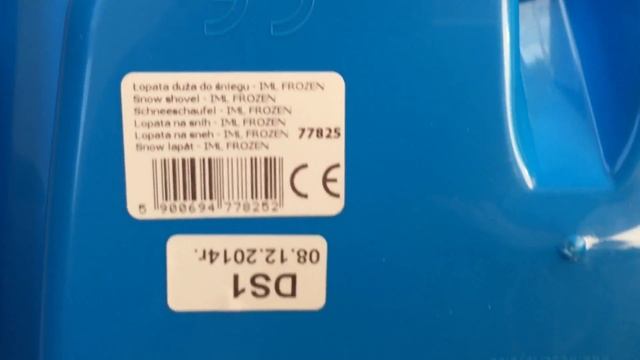 Lopata duża do śniegu - IML FROZEN
Snow shovel - IML FROZEN
Schneeschaufel - IML FROZEN
Lopata na snih - IML FROZEN
Lopata na sneh - IML FROZEN 77825
Snow lapát - IML FROZEN
CE
5 900694 778252
DS1
08.12.2014r.